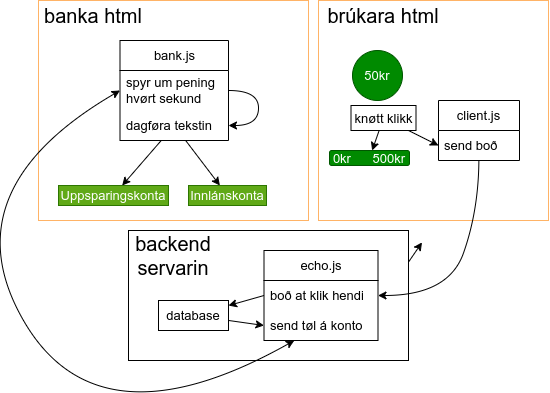 banka html
bank.js
spyr um pening
hvørt sekund
dagføra tekstin
Uppsparingskonta
Innlánskonta
brúkara html
50kr
knøtt klikk
0kr 500kr
client.js
send boð
backend
servarin
echo.js
boð at klik hendi
send tøl á konto
database